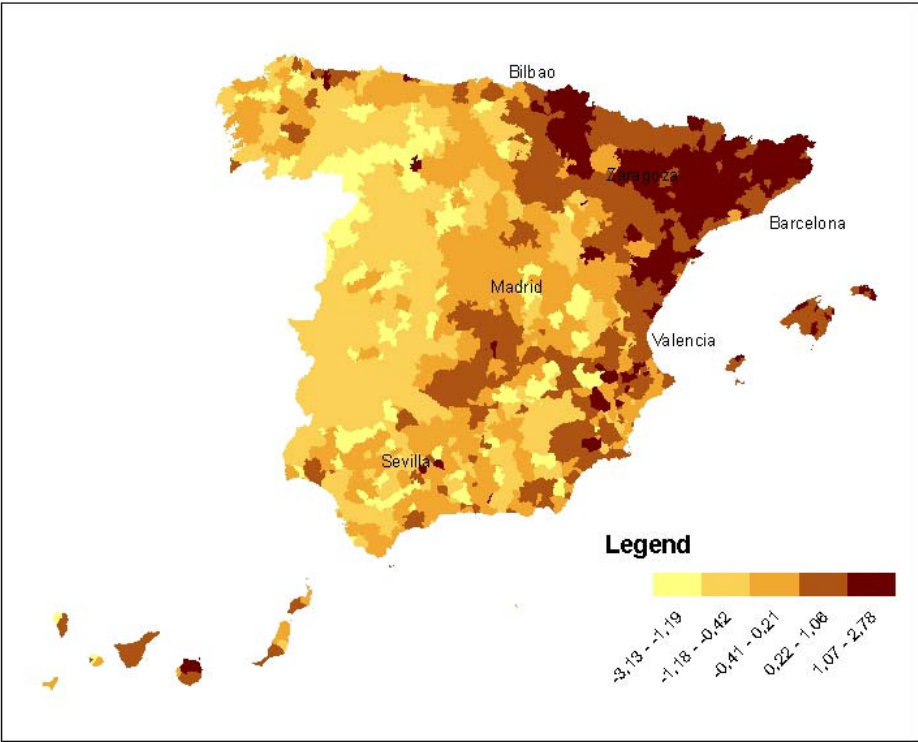 Bilbao
Zaragoza
Barcelona
Madrid
Valencia
Sevilla
Legend
-3,13 - -1,19
-1,18 - -0,42
-0,41 - 0,21
0,22 - 1,06
1,07 - 2,78